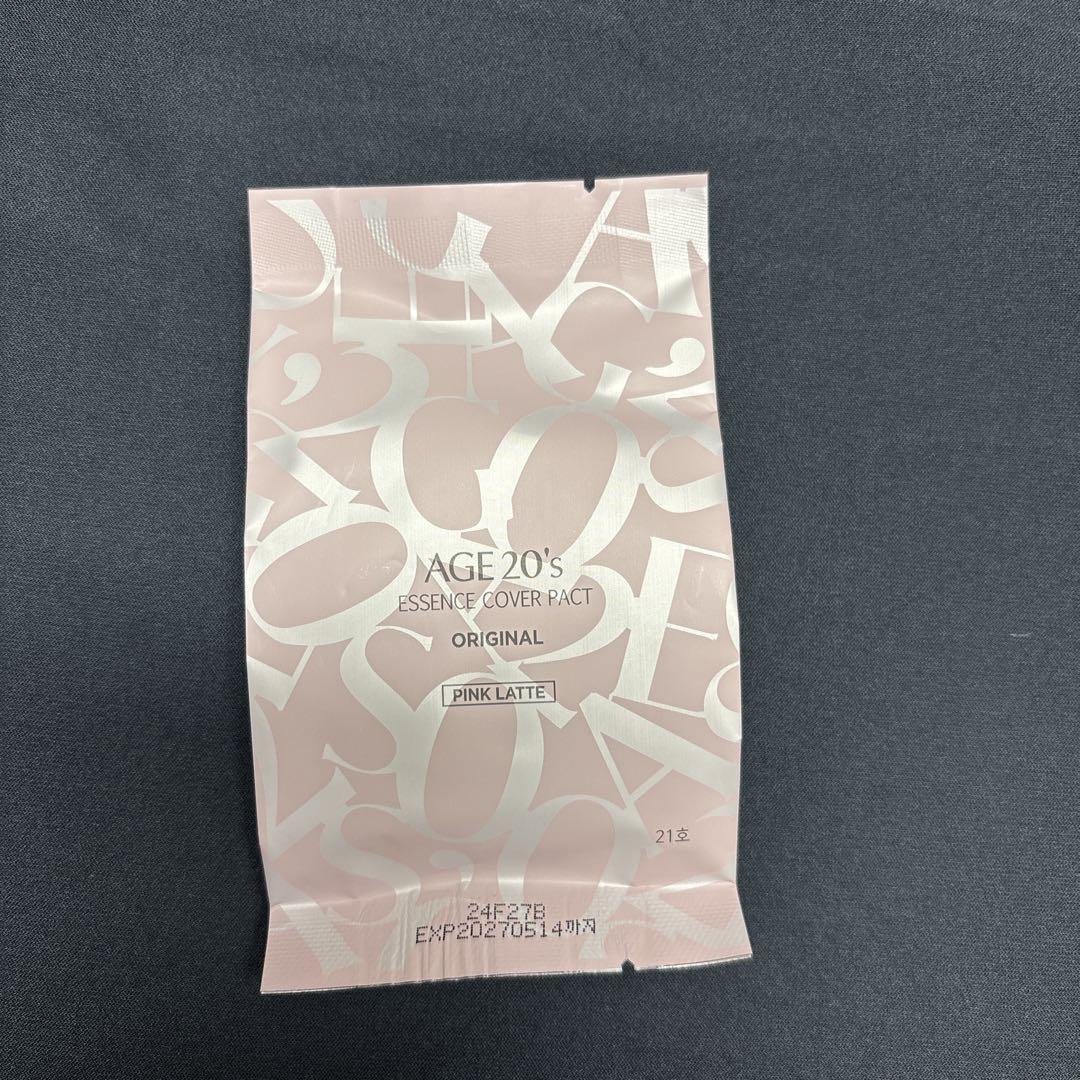 AGE 20's
ESSENCE COVER PACT
ORIGINAL
PINK LATTE
21호
24F27B
EXP20270514까지